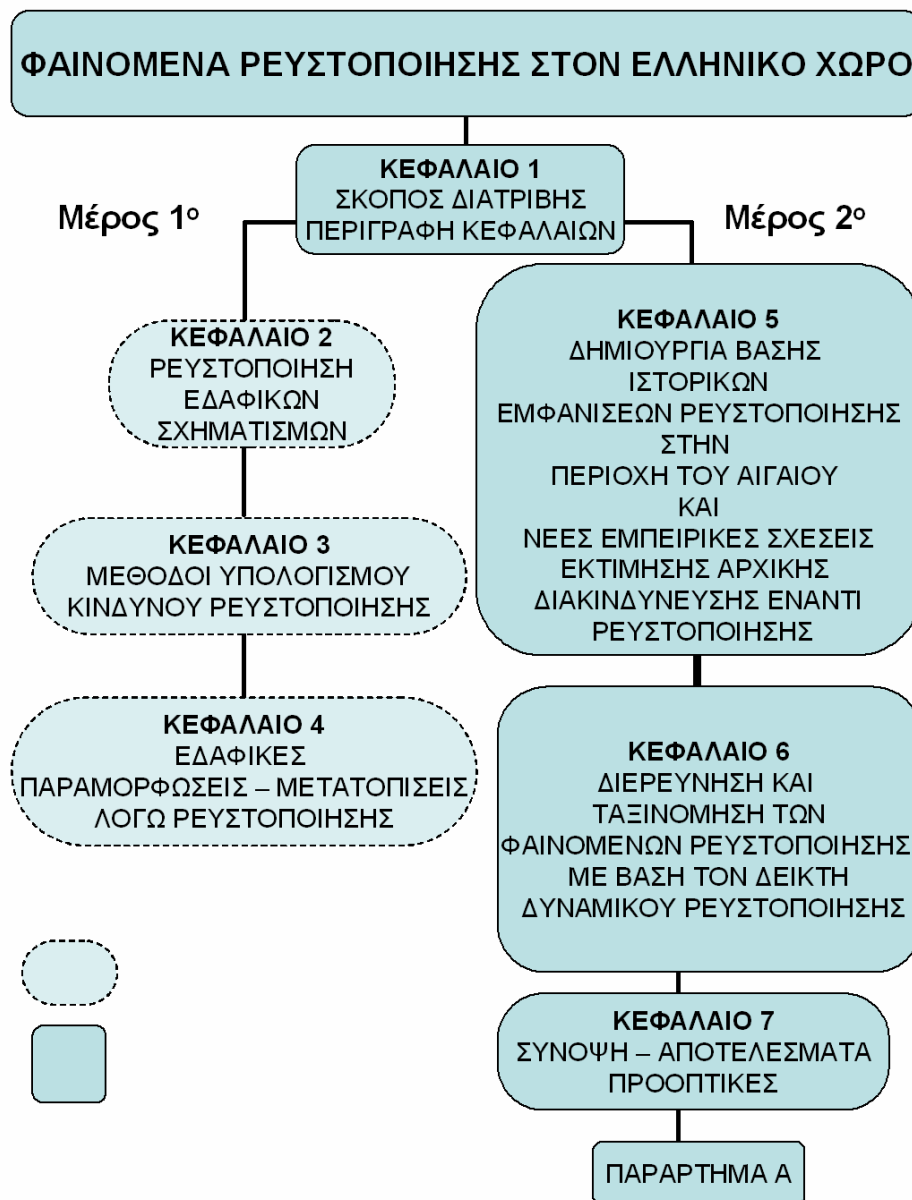 ΦΑΙΝΟΜΕΝΑ ΡΕΥΣΤΟΠΟΙΗΣΗΣ ΣΤΟΝ ΕΛΛΗΝΙΚΟ ΧΩΡΟ
ΚΕΦΑΛΑΙΟ 1
ΣΚΟΠΟΣ ΔΙΑΤΡΙΒΗΣ
ΠΕΡΙΓΡΑΦΗ ΚΕΦΑΛΑΙΩΝ
Μέρος 1ο
ΚΕΦΑΛΑΙΟ 2
ΡΕΥΣΤΟΠΟΙΗΣΗ
ΕΔΑΦΙΚΩΝ
ΣΧΗΜΑΤΙΣΜΩΝ
ΚΕΦΑΛΑΙΟ 3
ΜΕΘΟΔΟΙ ΥΠΟΛΟΓΙΣΜΟΥ
ΚΙΝΔΥΝΟΥ ΡΕΥΣΤΟΠΟΙΗΣΗΣ
ΚΕΦΑΛΑΙΟ 4
ΕΔΑΦΙΚΕΣ
ΠΑΡΑΜΟΡΦΩΣΕΙΣ – ΜΕΤΑΤΟΠΙΣΕΙΣ
ΛΟΓΩ ΡΕΥΣΤΟΠΟΙΗΣΗΣ
Μέρος 2ο
ΚΕΦΑΛΑΙΟ 5
ΔΗΜΙΟΥΡΓΙΑ ΒΑΣΗΣ
ΙΣΤΟΡΙΚΩΝ
ΕΜΦΑΝΙΣΕΩΝ ΡΕΥΣΤΟΠΟΙΗΣΗΣ
ΣΤΗΝ
ΠΕΡΙΟΧΗ ΤΟΥ ΑΙΓΑΙΟΥ
ΚΑΙ
ΝΕΕΣ ΕΜΠΕΙΡΙΚΕΣ ΣΧΕΣΕΙΣ
ΕΚΤΙΜΗΣΗΣ ΑΡΧΙΚΗΣ
ΔΙΑΚΙΝΔΥΝΕΥΣΗΣ ΕΝΑΝΤΙ
ΡΕΥΣΤΟΠΟΙΗΣΗΣ
ΚΕΦΑΛΑΙΟ 6
ΔΙΕΡΕΥΝΗΣΗ ΚΑΙ
ΤΑΞΙΝΟΜΗΣΗ ΤΩΝ
ΦΑΙΝΟΜΕΝΩΝ ΡΕΥΣΤΟΠΟΙΗΣΗΣ
ΜΕ ΒΑΣΗ ΤΟΝ ΔΕΙΚΤΗ
ΔΥΝΑΜΙΚΟΥ ΡΕΥΣΤΟΠΟΙΗΣΗΣ
ΚΕΦΑΛΑΙΟ 7
ΣΥΝΟΨΗ – ΑΠΟΤΕΛΕΣΜΑΤΑ
ΠΡΟΟΠΤΙΚΕΣ
ΠΑΡΑΡΤΗΜΑ Α